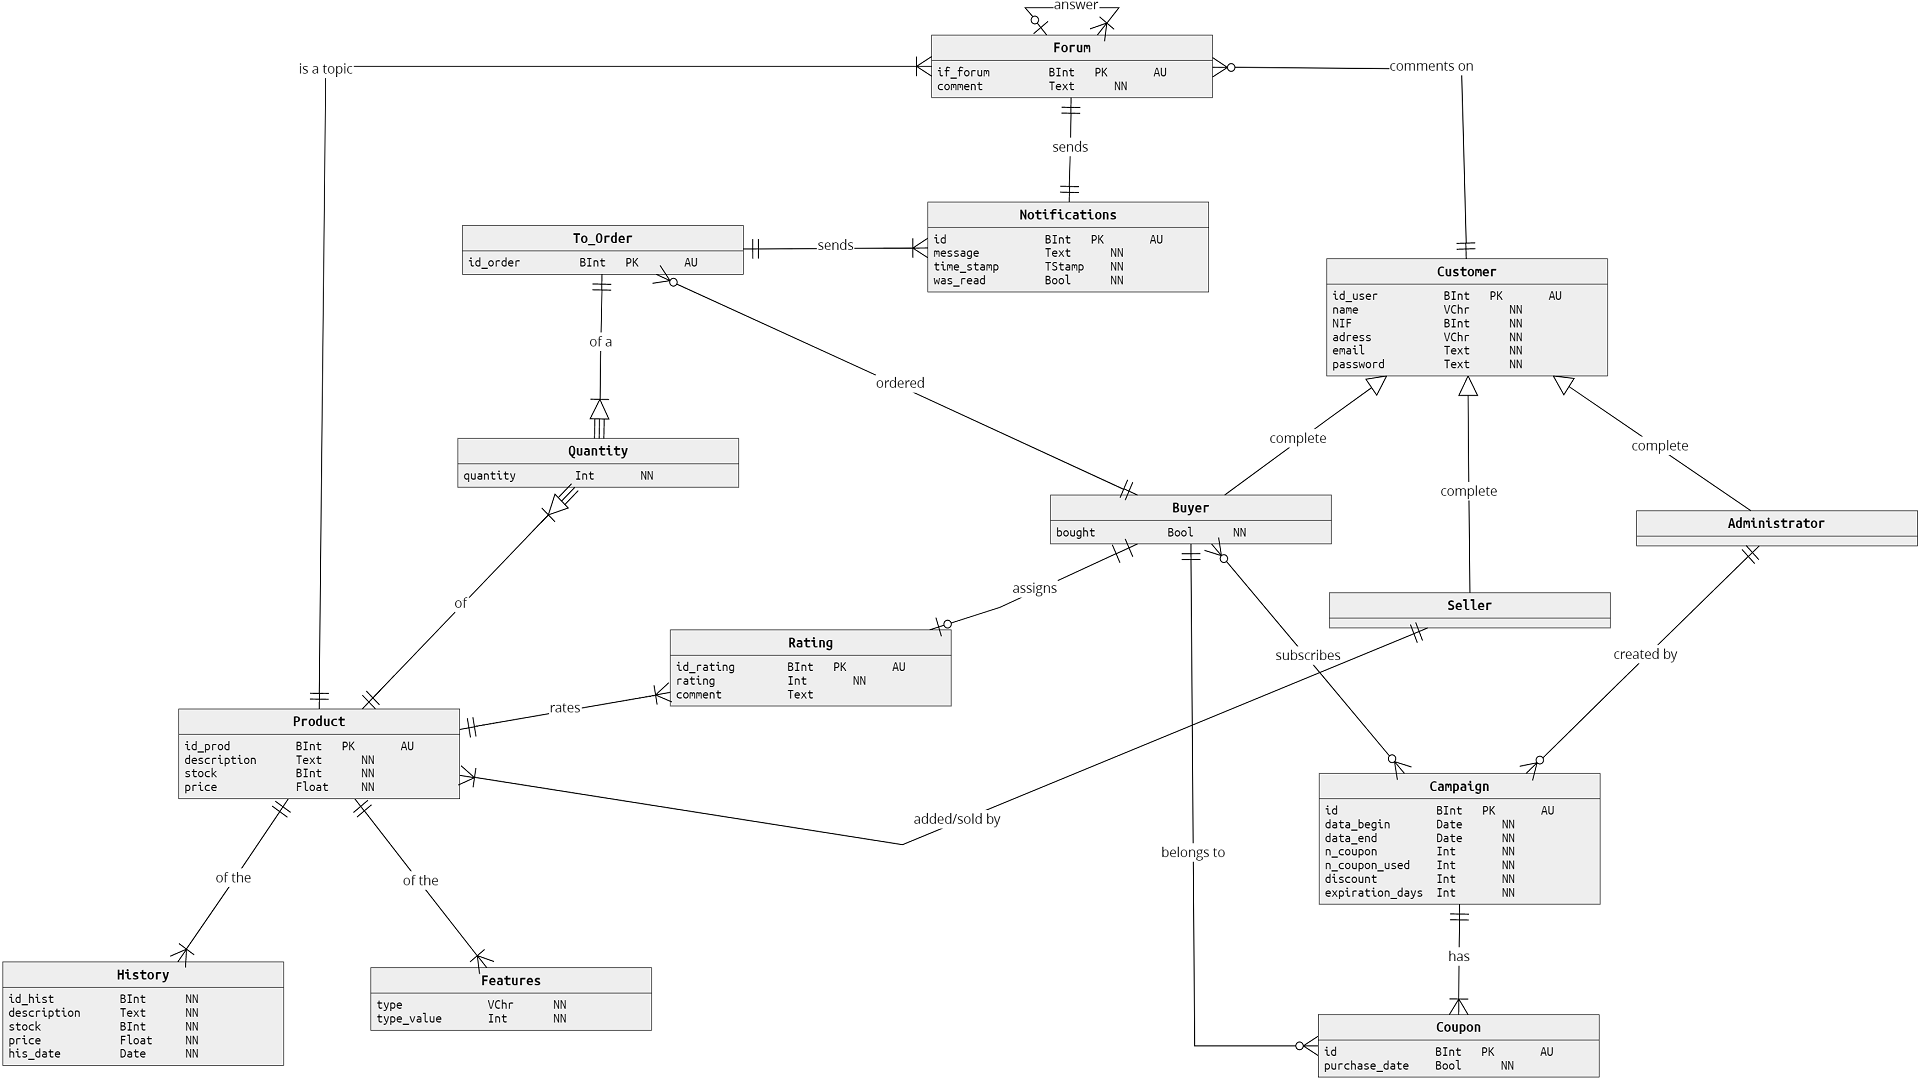 answer
Forum
if_forum BInt PK AU
comment Text NN
is a topic
comments on
sends
Notifications
id BInt PK AU
message Text NN
time_stamp TStamp NN
was_read Bool NN
To_Order
id_order BInt PK AU
sends
Customer
id_user BInt PK AU
name VChr NN
NIF BInt NN
adress VChr NN
email Text NN
password Text NN
of a
ordered
Quantity
quantity Int NN
complete
complete
complete
Buyer
bought Bool NN
Administrator
assigns
of
Seller
Rating
id_rating BInt PK AU
rating Int NN
comment Text
subscribes
created by
rates
Product
id_prod BInt PK AU
description Text NN
stock BInt NN
price Float NN
added/sold by
Campaign
id BInt PK AU
data_begin Date NN
data_end Date NN
n_coupon Int NN
n_coupon_used Int NN
discount Int NN
expiration_days Int NN
belongs to
of the
of the
has
History
id_hist BInt NN
description Text NN
stock BInt NN
price Float NN
his_date Date NN
Features
type VChr NN
type_value Int NN
Coupon
id BInt PK AU
purchase_date Bool NN